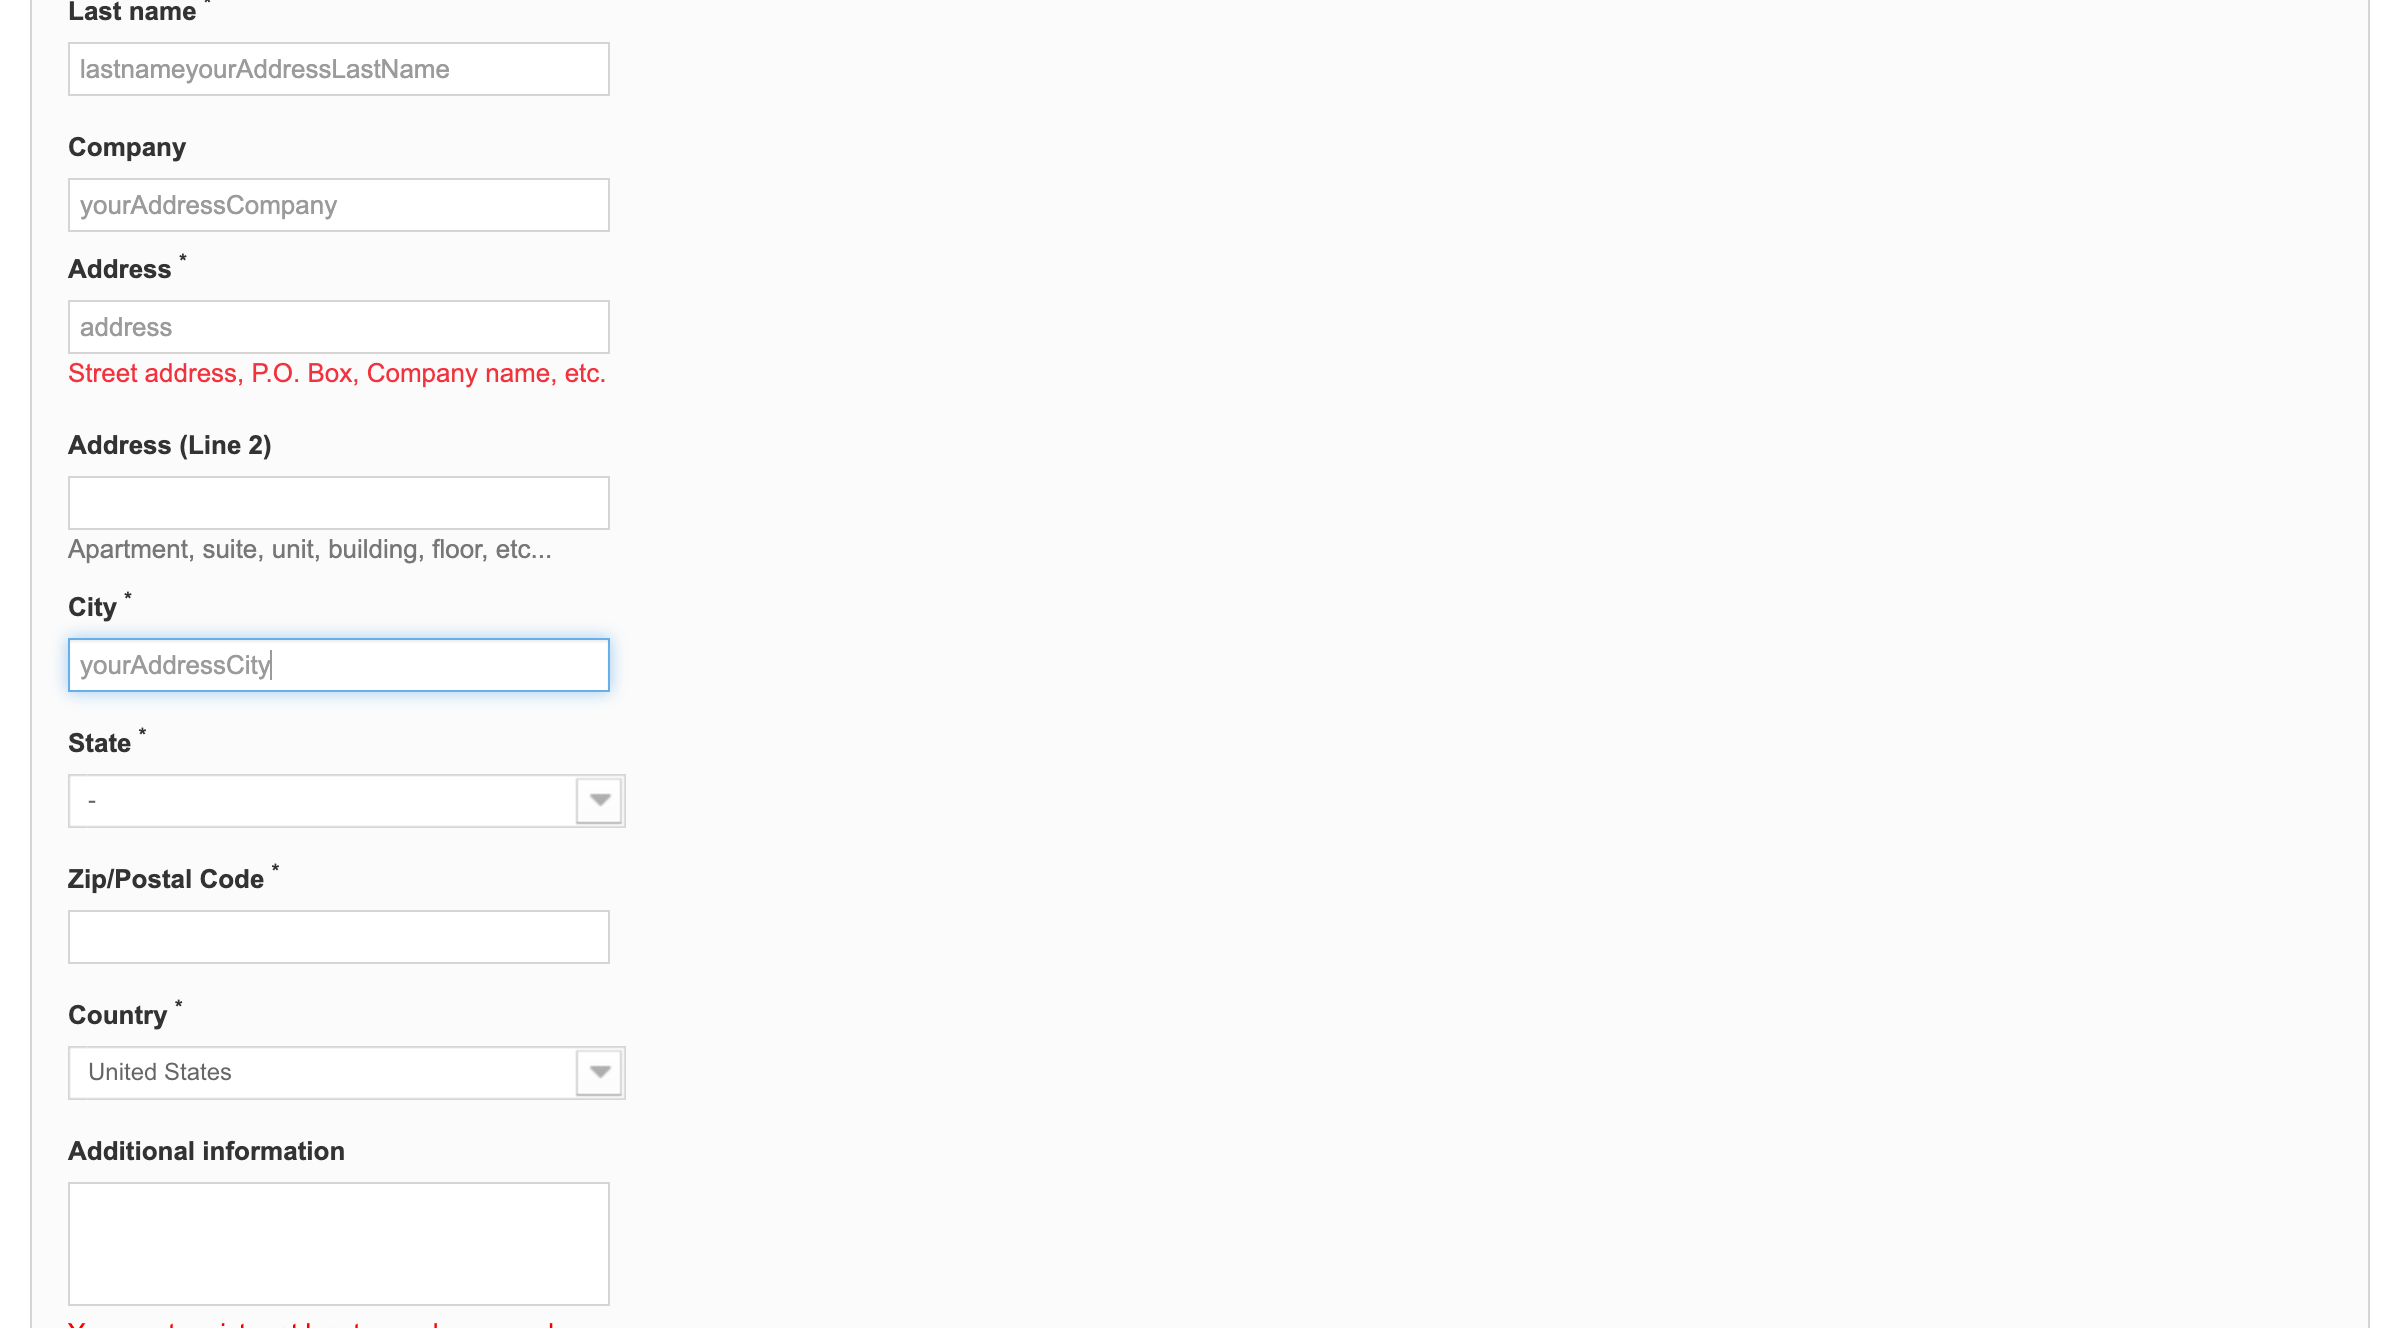 Last name *
lastnameyourAddressLastName
Company
yourAddressCompany
Address *
address
Street address, P.O. Box, Company name, etc.
Address (Line 2)
Apartment, suite, unit, building, floor, etc...
City *
yourAddressCity
State *
-
Zip/Postal Code *
Country *
United States
Additional information